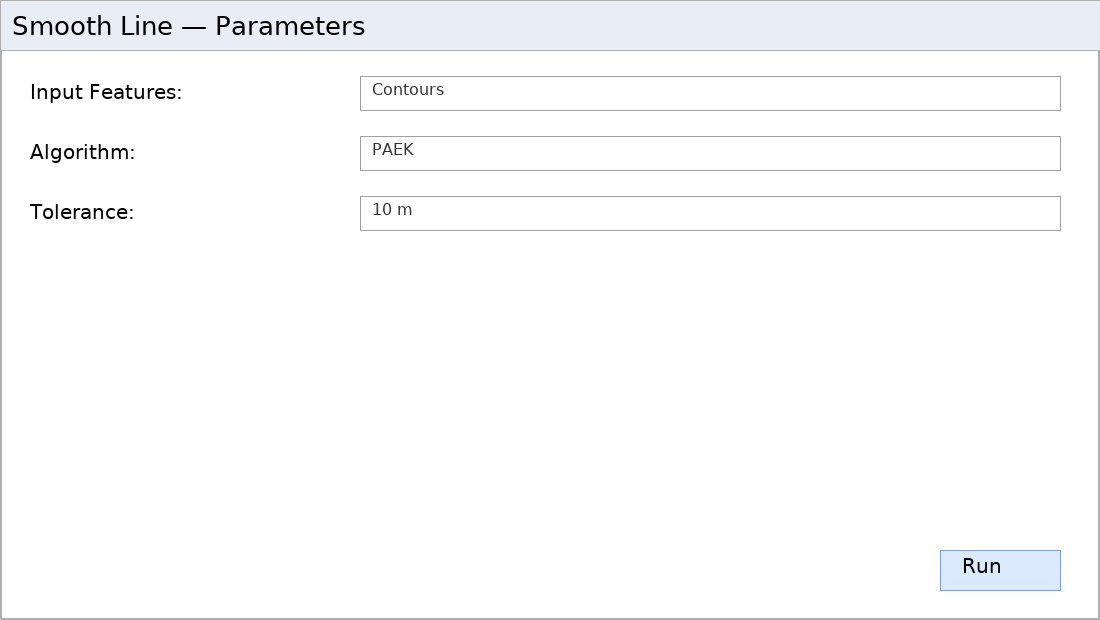 Smooth Line — Parameters
Input Features: Contours
Algorithm: PAEK
Tolerance: 10 m
Run